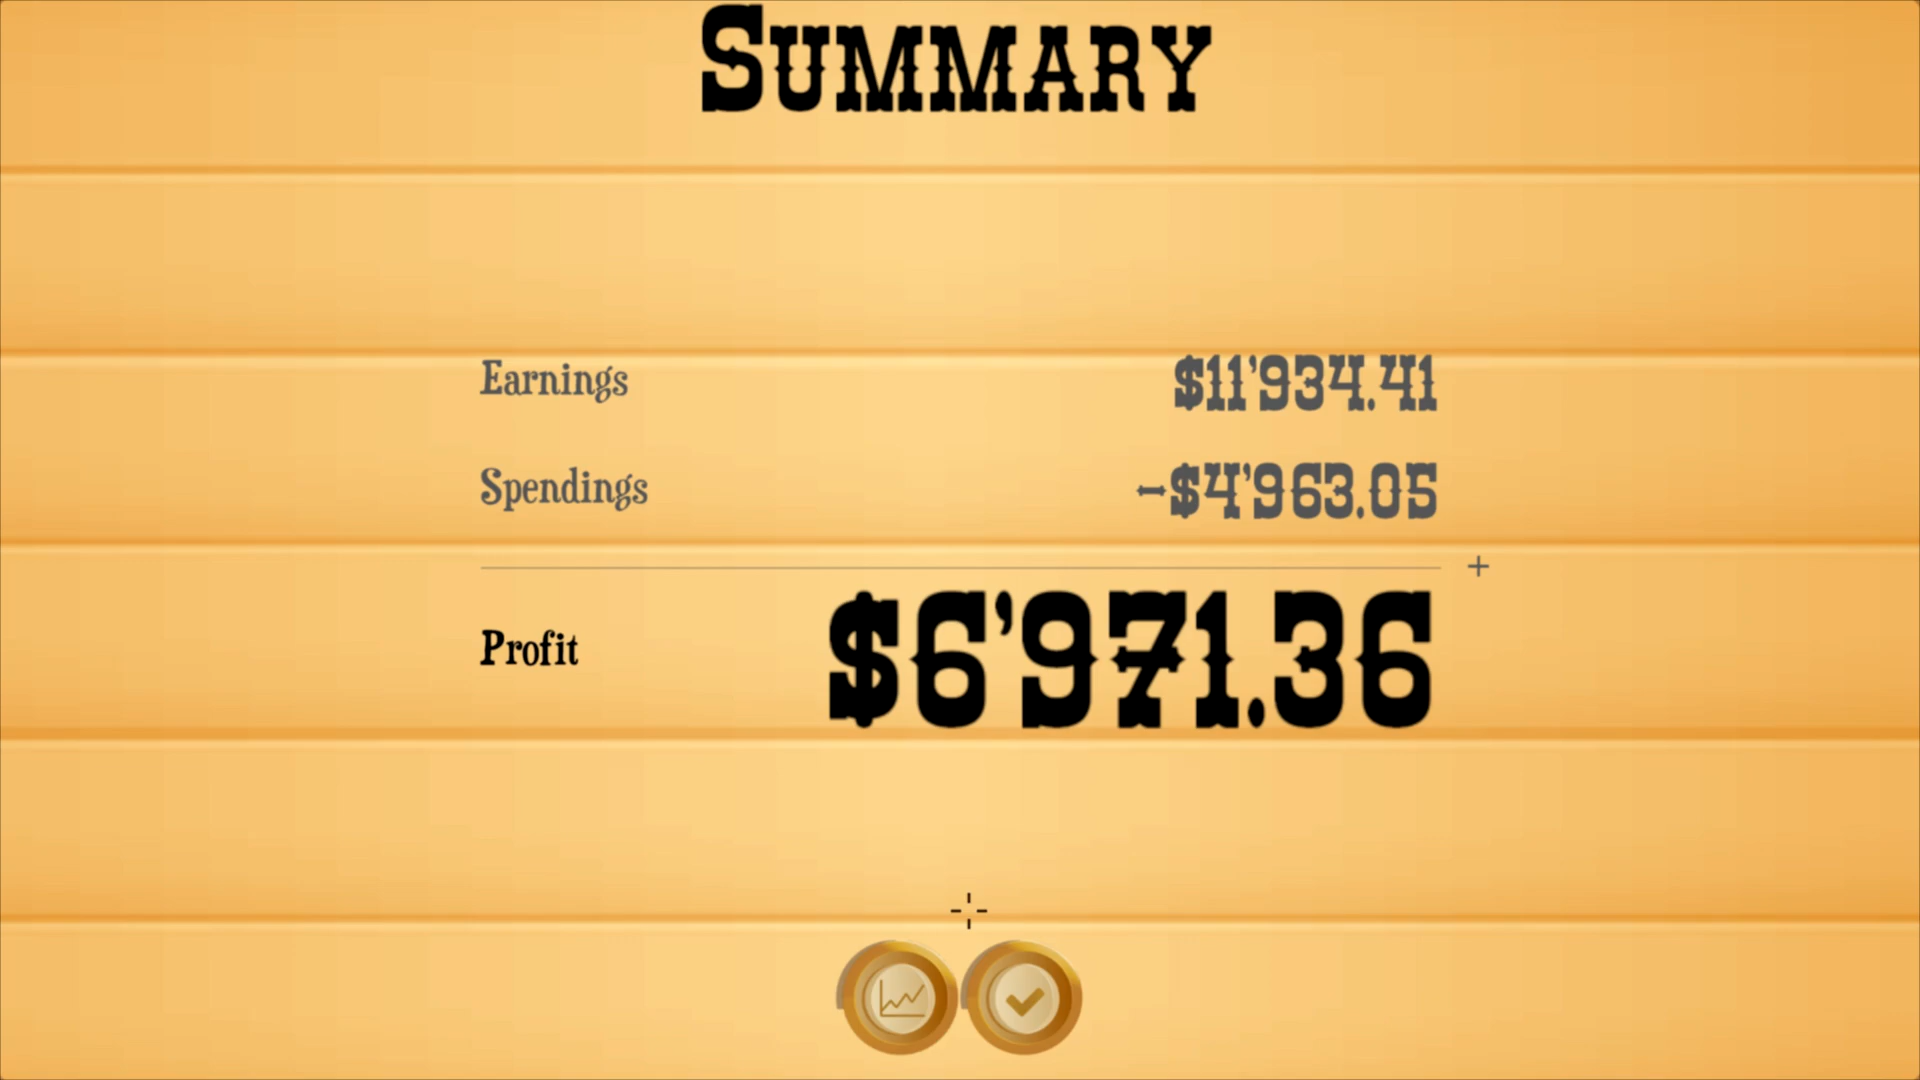 Summary
Earnings $11'934.41
Spendings -$4'963.05
+
Profit $6'971.36